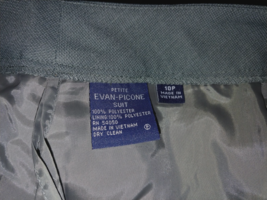 PETITE
EVAN-PICONE
SUIT
100% POLYESTER
LINING 100% POLYESTER
RN 54050
MADE IN VIETNAM
DRY CLEAN
10P
MADE IN
VIETNAM